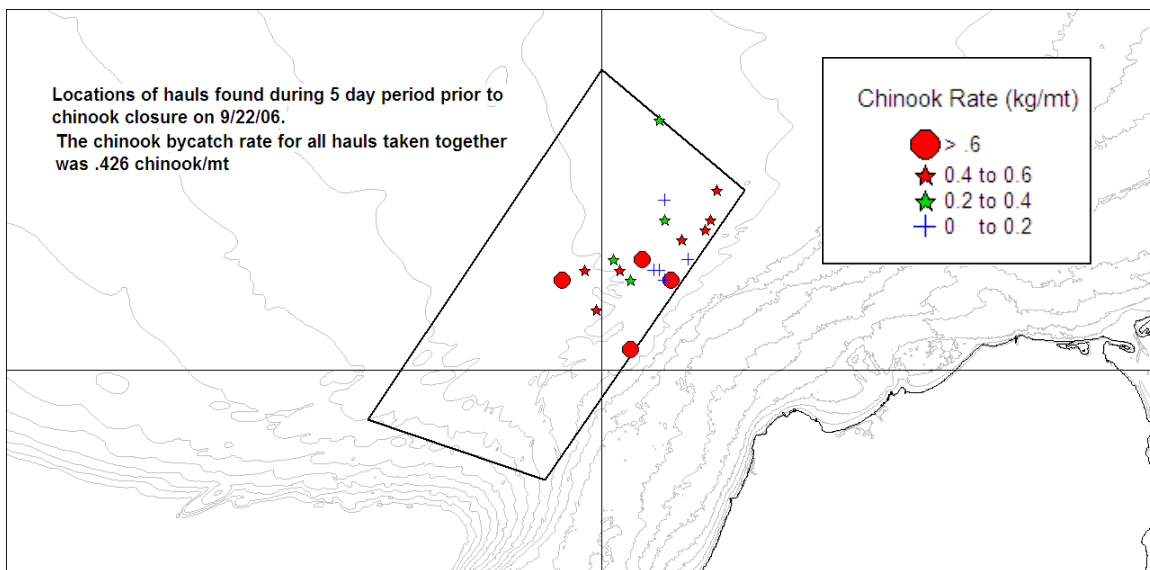 Locations of hauls found during 5 day period prior to
chinook closure on 9/22/06.
The chinook bycatch rate for all hauls taken together
was .426 chinook/mt
Chinook Rate (kg/mt)
> .6
0.4 to 0.6
0.2 to 0.4
0 to 0.2